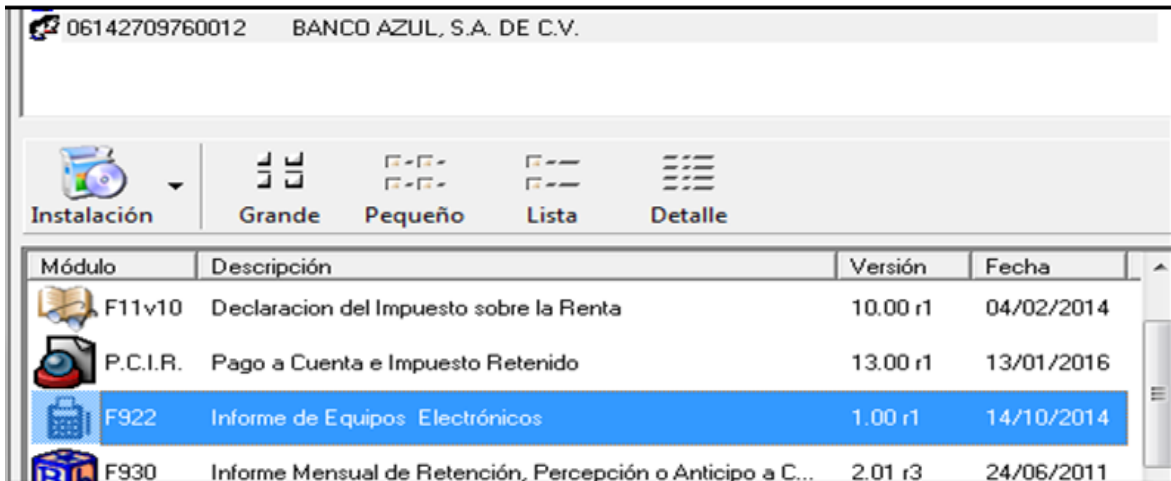 06142709760012 BANCO AZUL, S.A. DE C.V.
Instalación Grande Pequeño Lista Detalle
Módulo Descripción Versión Fecha
F11v10 Declaracion del Impuesto sobre la Renta 10.00 r1 04/02/2014
P.C.I.R. Pago a Cuenta e Impuesto Retenido 13.00 r1 13/01/2016
F922 Informe de Equipos Electrónicos 1.00 r1 14/10/2014
F930 Informe Mensual de Retención, Percepción o Anticipo a C... 2.01 r3 24/06/2011